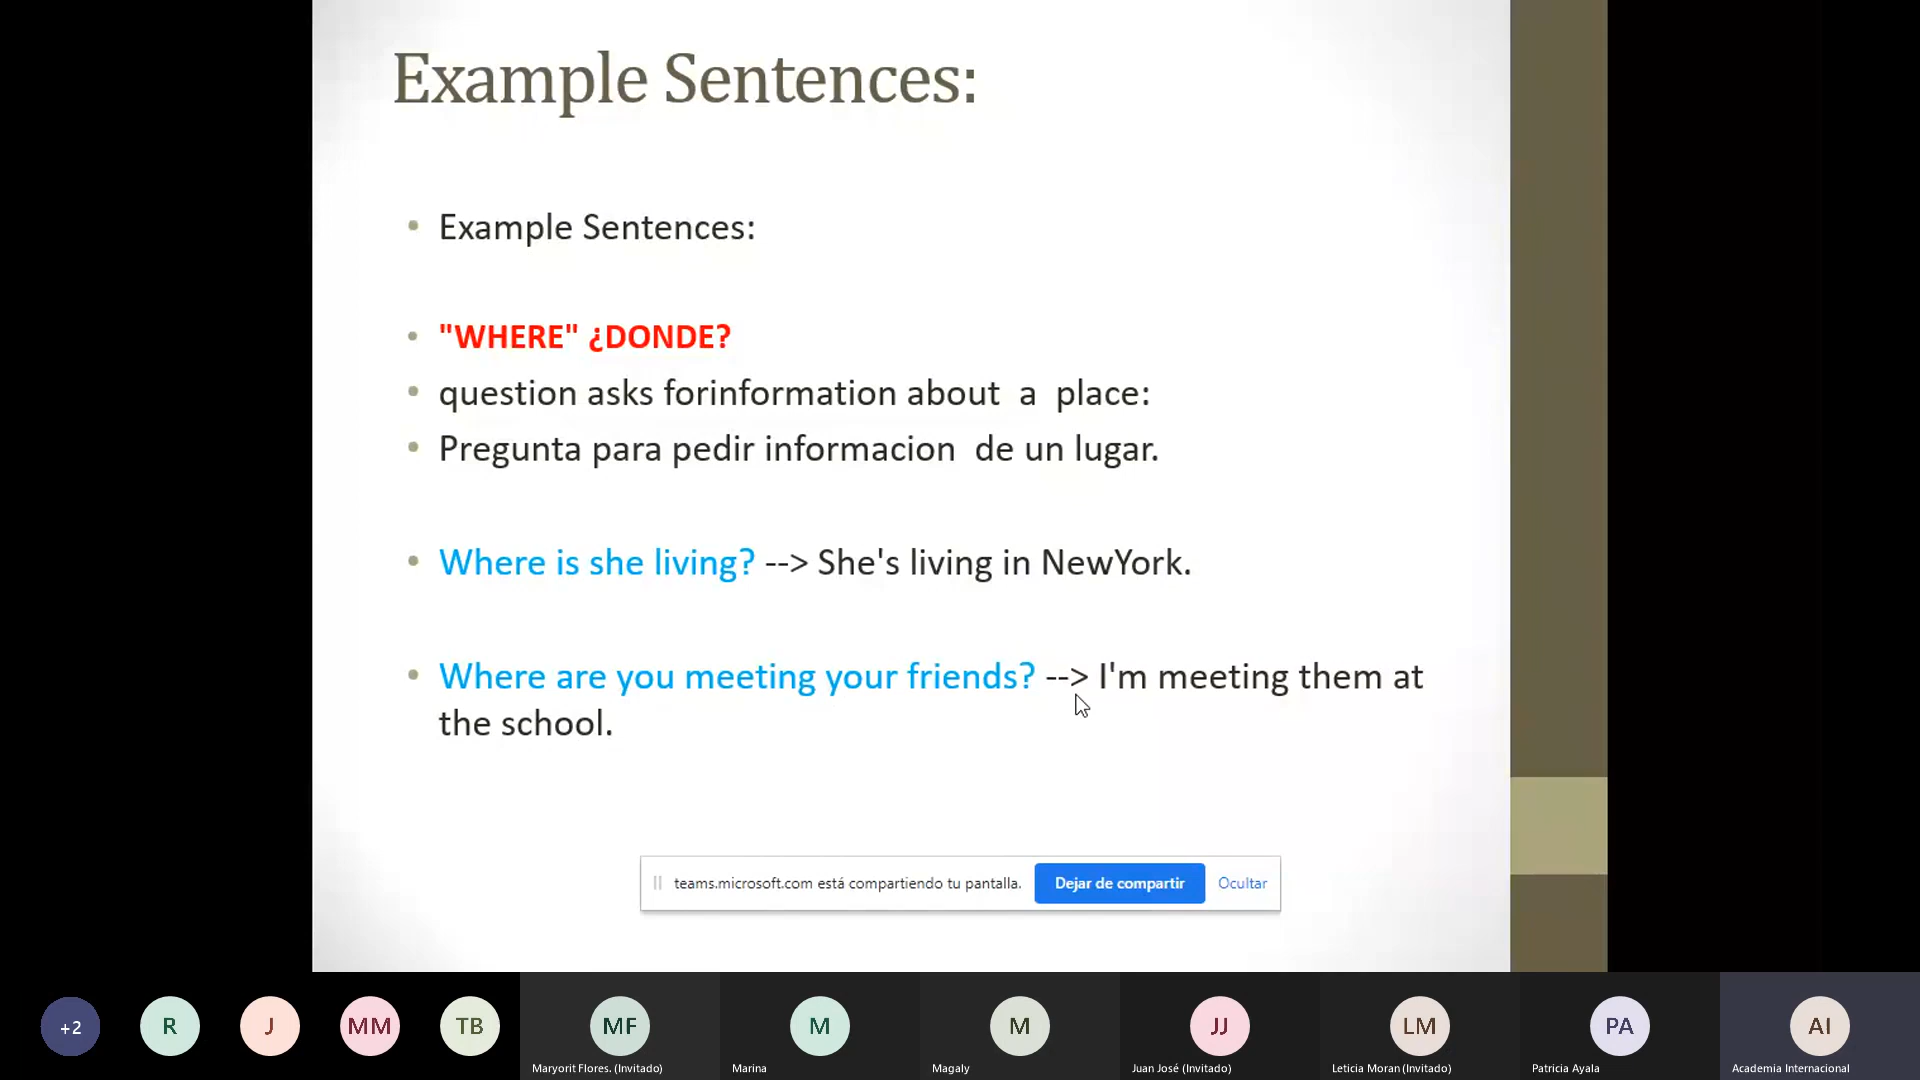 Example Sentences:
Example Sentences:
"WHERE" ¿DONDE?
question asks forinformation about a place:
Pregunta para pedir informacion de un lugar.
Where is she living? --> She's living in NewYork.
Where are you meeting your friends? --> I'm meeting them at
the school.
teams.microsoft.com está compartiendo tu pantalla. Dejar de compartir Ocultar
+2 R J MM TB MF M M JJ LM PA AI
Maryorit Flores. (Invitado) Marina Magaly Juan José (Invitado) Leticia Moran (Invitado) Patricia Ayala Academia Internacional